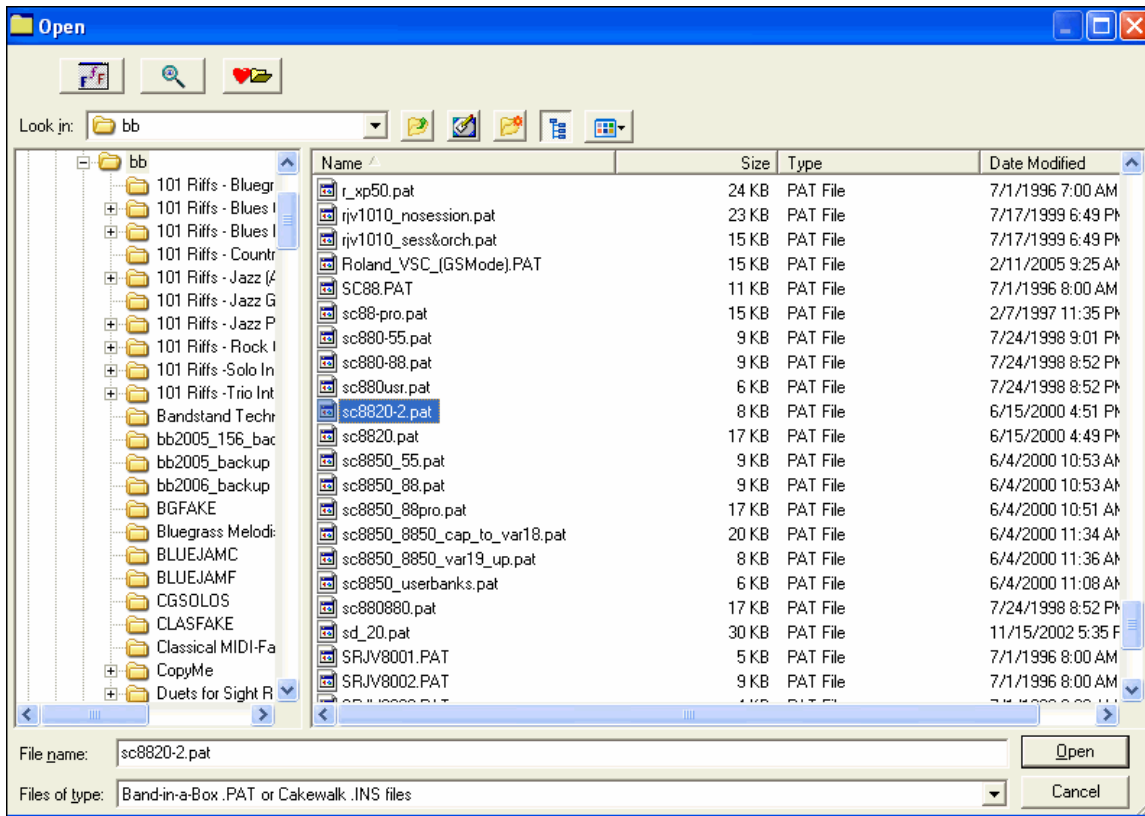 Open
Look in: bb
bb
101 Riffs - Bluegr
101 Riffs - Blues
101 Riffs - Blues
101 Riffs - Countr
101 Riffs - Jazz (
101 Riffs - Jazz G
101 Riffs - Jazz P
101 Riffs - Rock
101 Riffs -Solo In
101 Riffs -Trio Int
Bandstand Techr
bb2005_156_bac
bb2005_backup
bb2006_backup
BGFAKE
Bluegrass Melodi
BLUEJAMC
BLUEJAMF
CGSOLOS
CLASFAKE
Classical MIDI-Fa
CopyMe
Duets for Sight R
Name Size Type Date Modified
r_xp50.pat 24 KB PAT File 7/1/1996 7:00 AM
rjv1010_nosession.pat 23 KB PAT File 7/17/1999 6:49 PM
rjv1010_sess&orch.pat 15 KB PAT File 7/17/1999 6:49 PM
Roland_VSC_(GSMode).PAT 15 KB PAT File 2/11/2005 9:25 AM
SC88.PAT 11 KB PAT File 7/1/1996 8:00 AM
sc88-pro.pat 15 KB PAT File 2/7/1997 11:35 PM
sc880-55.pat 9 KB PAT File 7/24/1998 9:01 PM
sc880-88.pat 9 KB PAT File 7/24/1998 8:52 PM
sc880usr.pat 6 KB PAT File 7/24/1998 8:52 PM
sc8820-2.pat 8 KB PAT File 6/15/2000 4:51 PM
sc8820.pat 17 KB PAT File 6/15/2000 4:49 PM
sc8850_55.pat 9 KB PAT File 6/4/2000 10:53 AM
sc8850_88.pat 9 KB PAT File 6/4/2000 10:53 AM
sc8850_88pro.pat 17 KB PAT File 6/4/2000 10:51 AM
sc8850_8850_cap_to_var18.pat 20 KB PAT File 6/4/2000 11:34 AM
sc8850_8850_var19_up.pat 8 KB PAT File 6/4/2000 11:36 AM
sc8850_userbanks.pat 6 KB PAT File 6/4/2000 11:08 AM
sc880880.pat 17 KB PAT File 7/24/1998 8:52 PM
sd_20.pat 30 KB PAT File 11/15/2002 5:35 P
SRJV8001.PAT 5 KB PAT File 7/1/1996 8:00 AM
SRJV8002.PAT 9 KB PAT File 7/1/1996 8:00 AM
File name: sc8820-2.pat Open
Files of type: Band-in-a-Box .PAT or Cakewalk .INS files Cancel